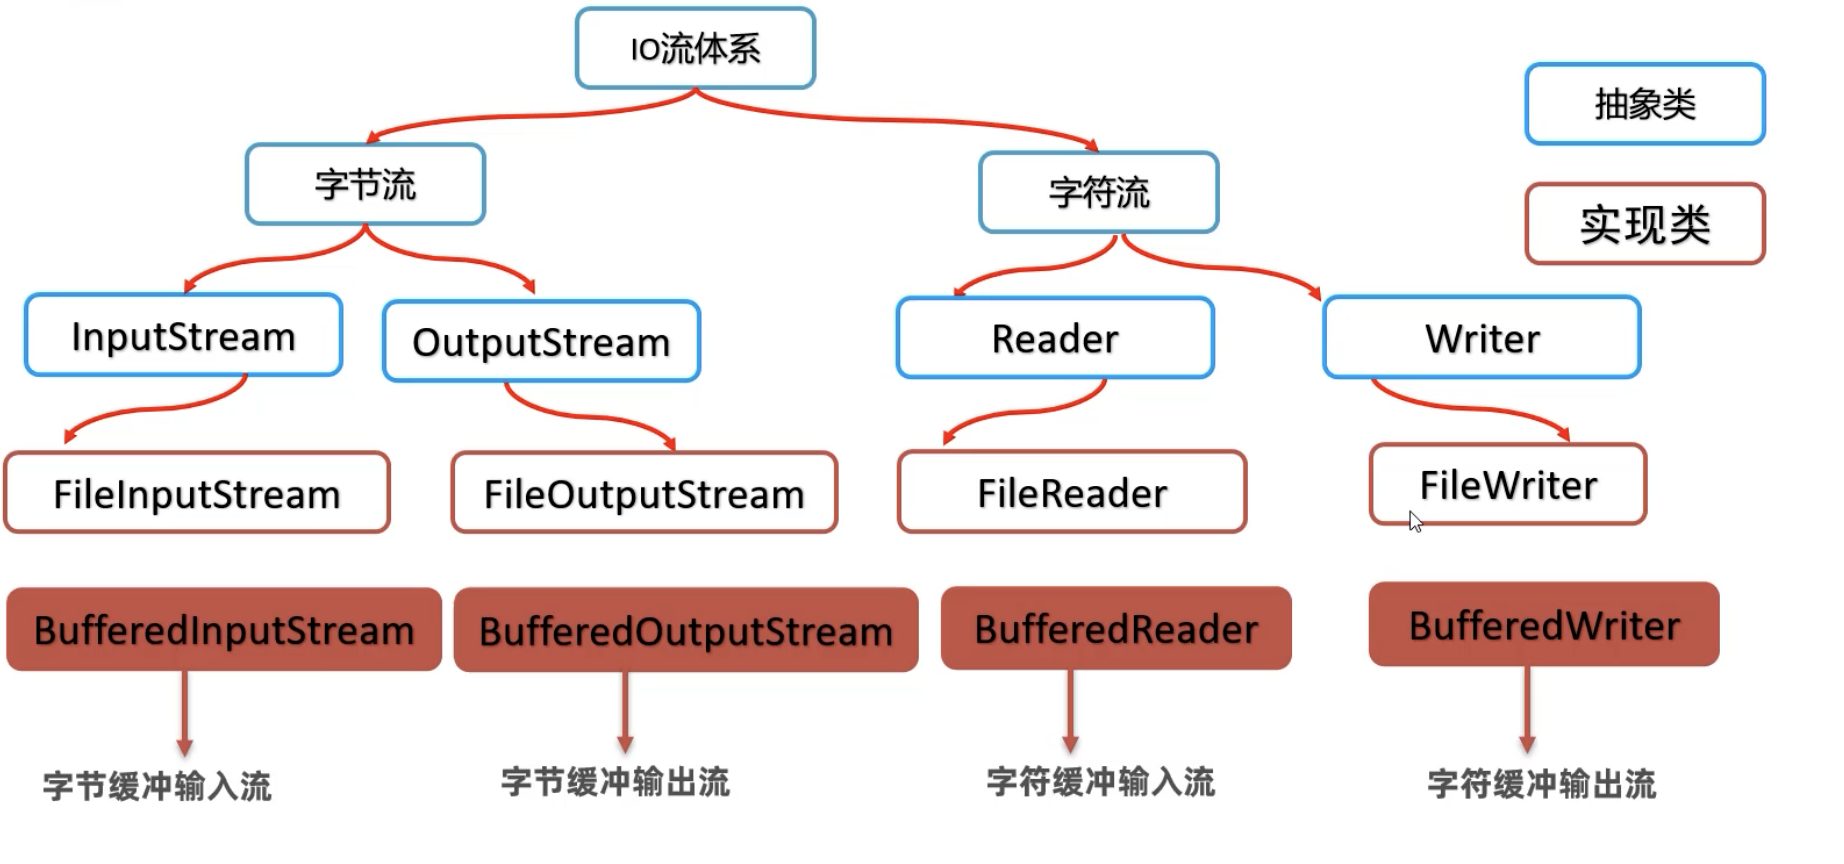 IO流体系
抽象类
字节流
字符流
实现类
InputStream
OutputStream
Reader
Writer
FileInputStream
FileOutputStream
FileReader
FileWriter
BufferedInputStream
BufferedOutputStream
BufferedReader
BufferedWriter
字节缓冲输入流
字节缓冲输出流
字符缓冲输入流
字符缓冲输出流